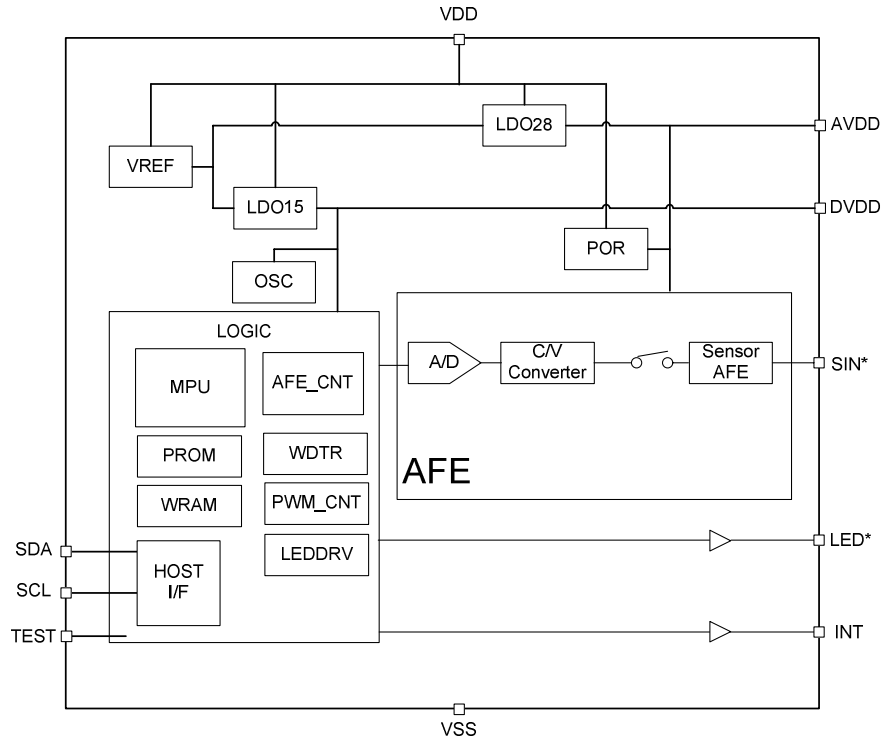 VDD
LDO28
AVDD
VREF
LDO15
DVDD
POR
OSC
LOGIC
MPU
AFE_CNT
A/D
C/V
Converter
Sensor
AFE
SIN*
PROM
WDTR
AFE
WRAM
PWM_CNT
SDA
HOST
I/F
LEDDRV
LED*
SCL
TEST
INT
VSS